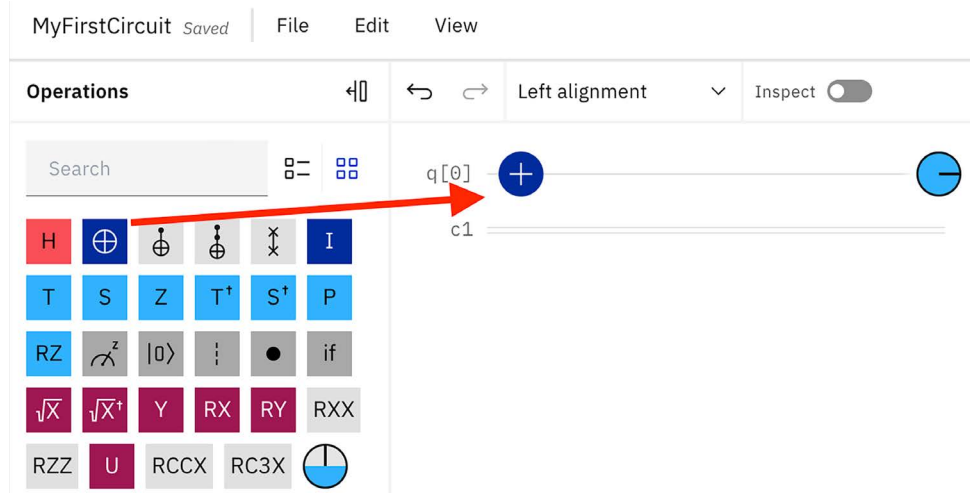 MyFirstCircuit Saved File Edit View
Operations
Left alignment
Inspect
Search
q[0]
c1
H I
T S Z T† S† P
RZ z |0⟩ if
√X √X† Y RX RY RXX
RZZ U RCCX RC3X